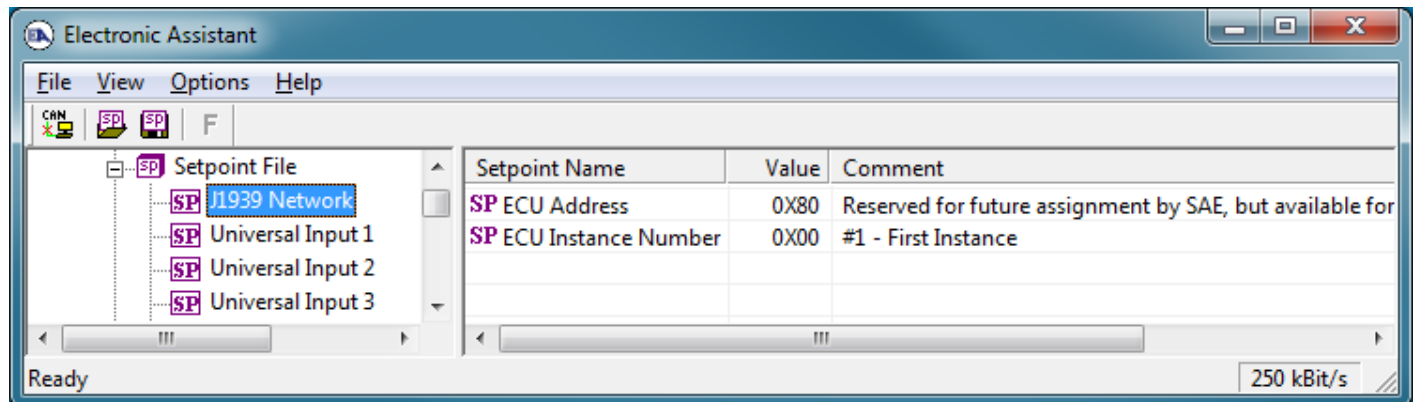 EA Electronic Assistant
File View Options Help
CAN SP SP F
SP Setpoint File
SP J1939 Network
SP Universal Input 1
SP Universal Input 2
SP Universal Input 3
Setpoint Name Value Comment
SP ECU Address 0X80 Reserved for future assignment by SAE, but available for
SP ECU Instance Number 0X00 #1 - First Instance
Ready 250 kBit/s